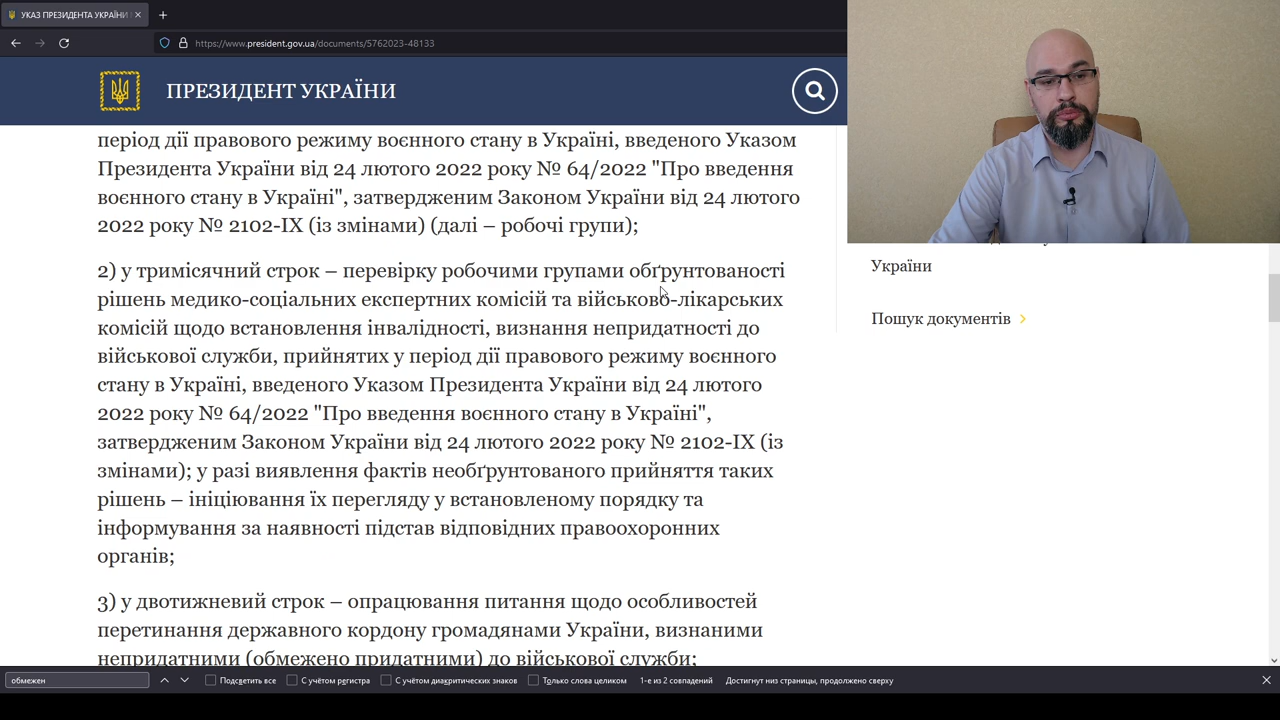 УКАЗ ПРЕЗИДЕНТА УКРАЇНИ
https://www.president.gov.ua/documents/5762023-48133
ПРЕЗИДЕНТ УКРАЇНИ
період дії правового режиму воєнного стану в Україні, введеного Указом
Президента України від 24 лютого 2022 року № 64/2022 "Про введення
воєнного стану в Україні", затвердженим Законом України від 24 лютого
2022 року № 2102-IX (із змінами) (далі – робочі групи);
2) у тримісячний строк – перевірку робочими групами обґрунтованості
рішень медико-соціальних експертних комісій та військово-лікарських
комісій щодо встановлення інвалідності, визнання непридатності до
військової служби, прийнятих у період дії правового режиму воєнного
стану в Україні, введеного Указом Президента України від 24 лютого
2022 року № 64/2022 "Про введення воєнного стану в Україні",
затвердженим Законом України від 24 лютого 2022 року № 2102-IX (із
змінами); у разі виявлення фактів необґрунтованого прийняття таких
рішень – ініціювання їх перегляду у встановленому порядку та
інформування за наявності підстав відповідних правоохоронних
органів;
3) у двотижневий строк – опрацювання питання щодо особливостей
перетинання державного кордону громадянами України, визнаними
непридатними (обмежено придатними) до військової служби;
України
Пошук документів
обмежен
Подсветить все
С учётом регистра
С учётом диакритических знаков
Только слова целиком
1-е из 2 совпадений
Достигнут низ страницы, продолжено сверху